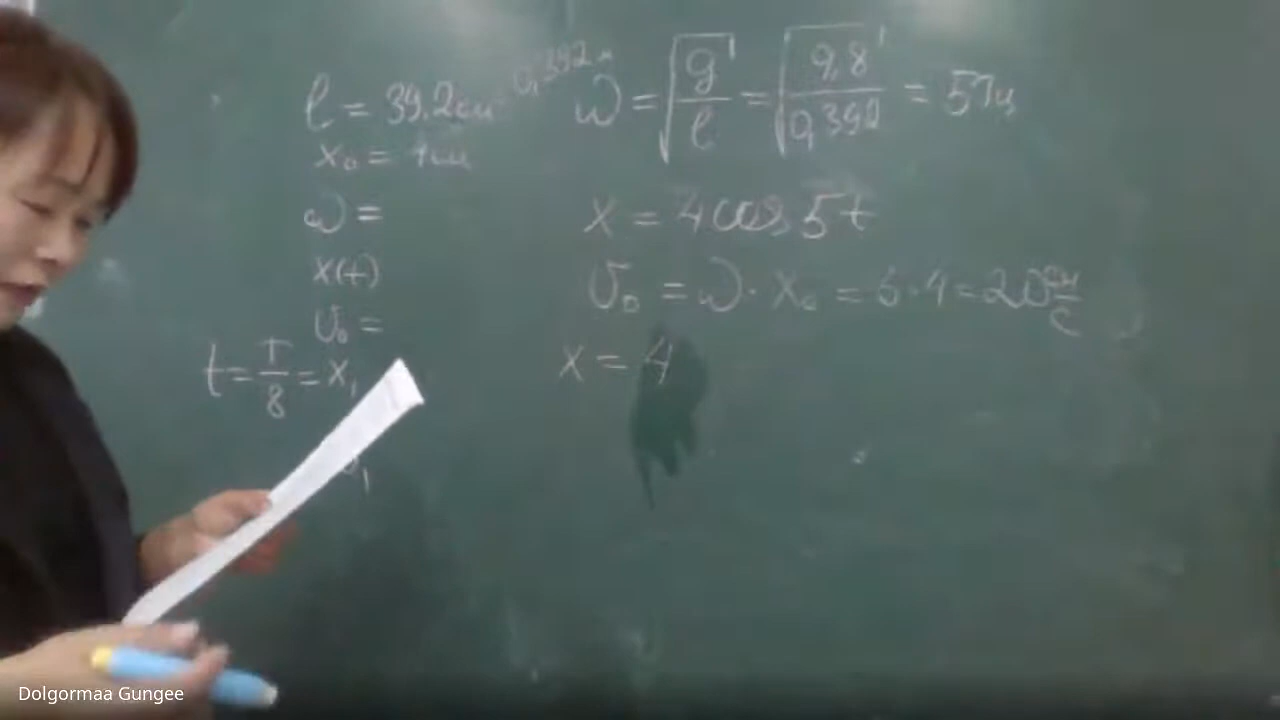 l = 39.2см 0,392м
x₀ = 4см
ω =
x(t)
v₀ =
t = T/8 = x₁
₁
ω = √(g/l) = √(9,8/0,392) = 5Гц
x = 4cos5t
v₀ = ω · x₀ = 5 · 4 = 20 см/с
x = 4
Dolgormaa Gungee